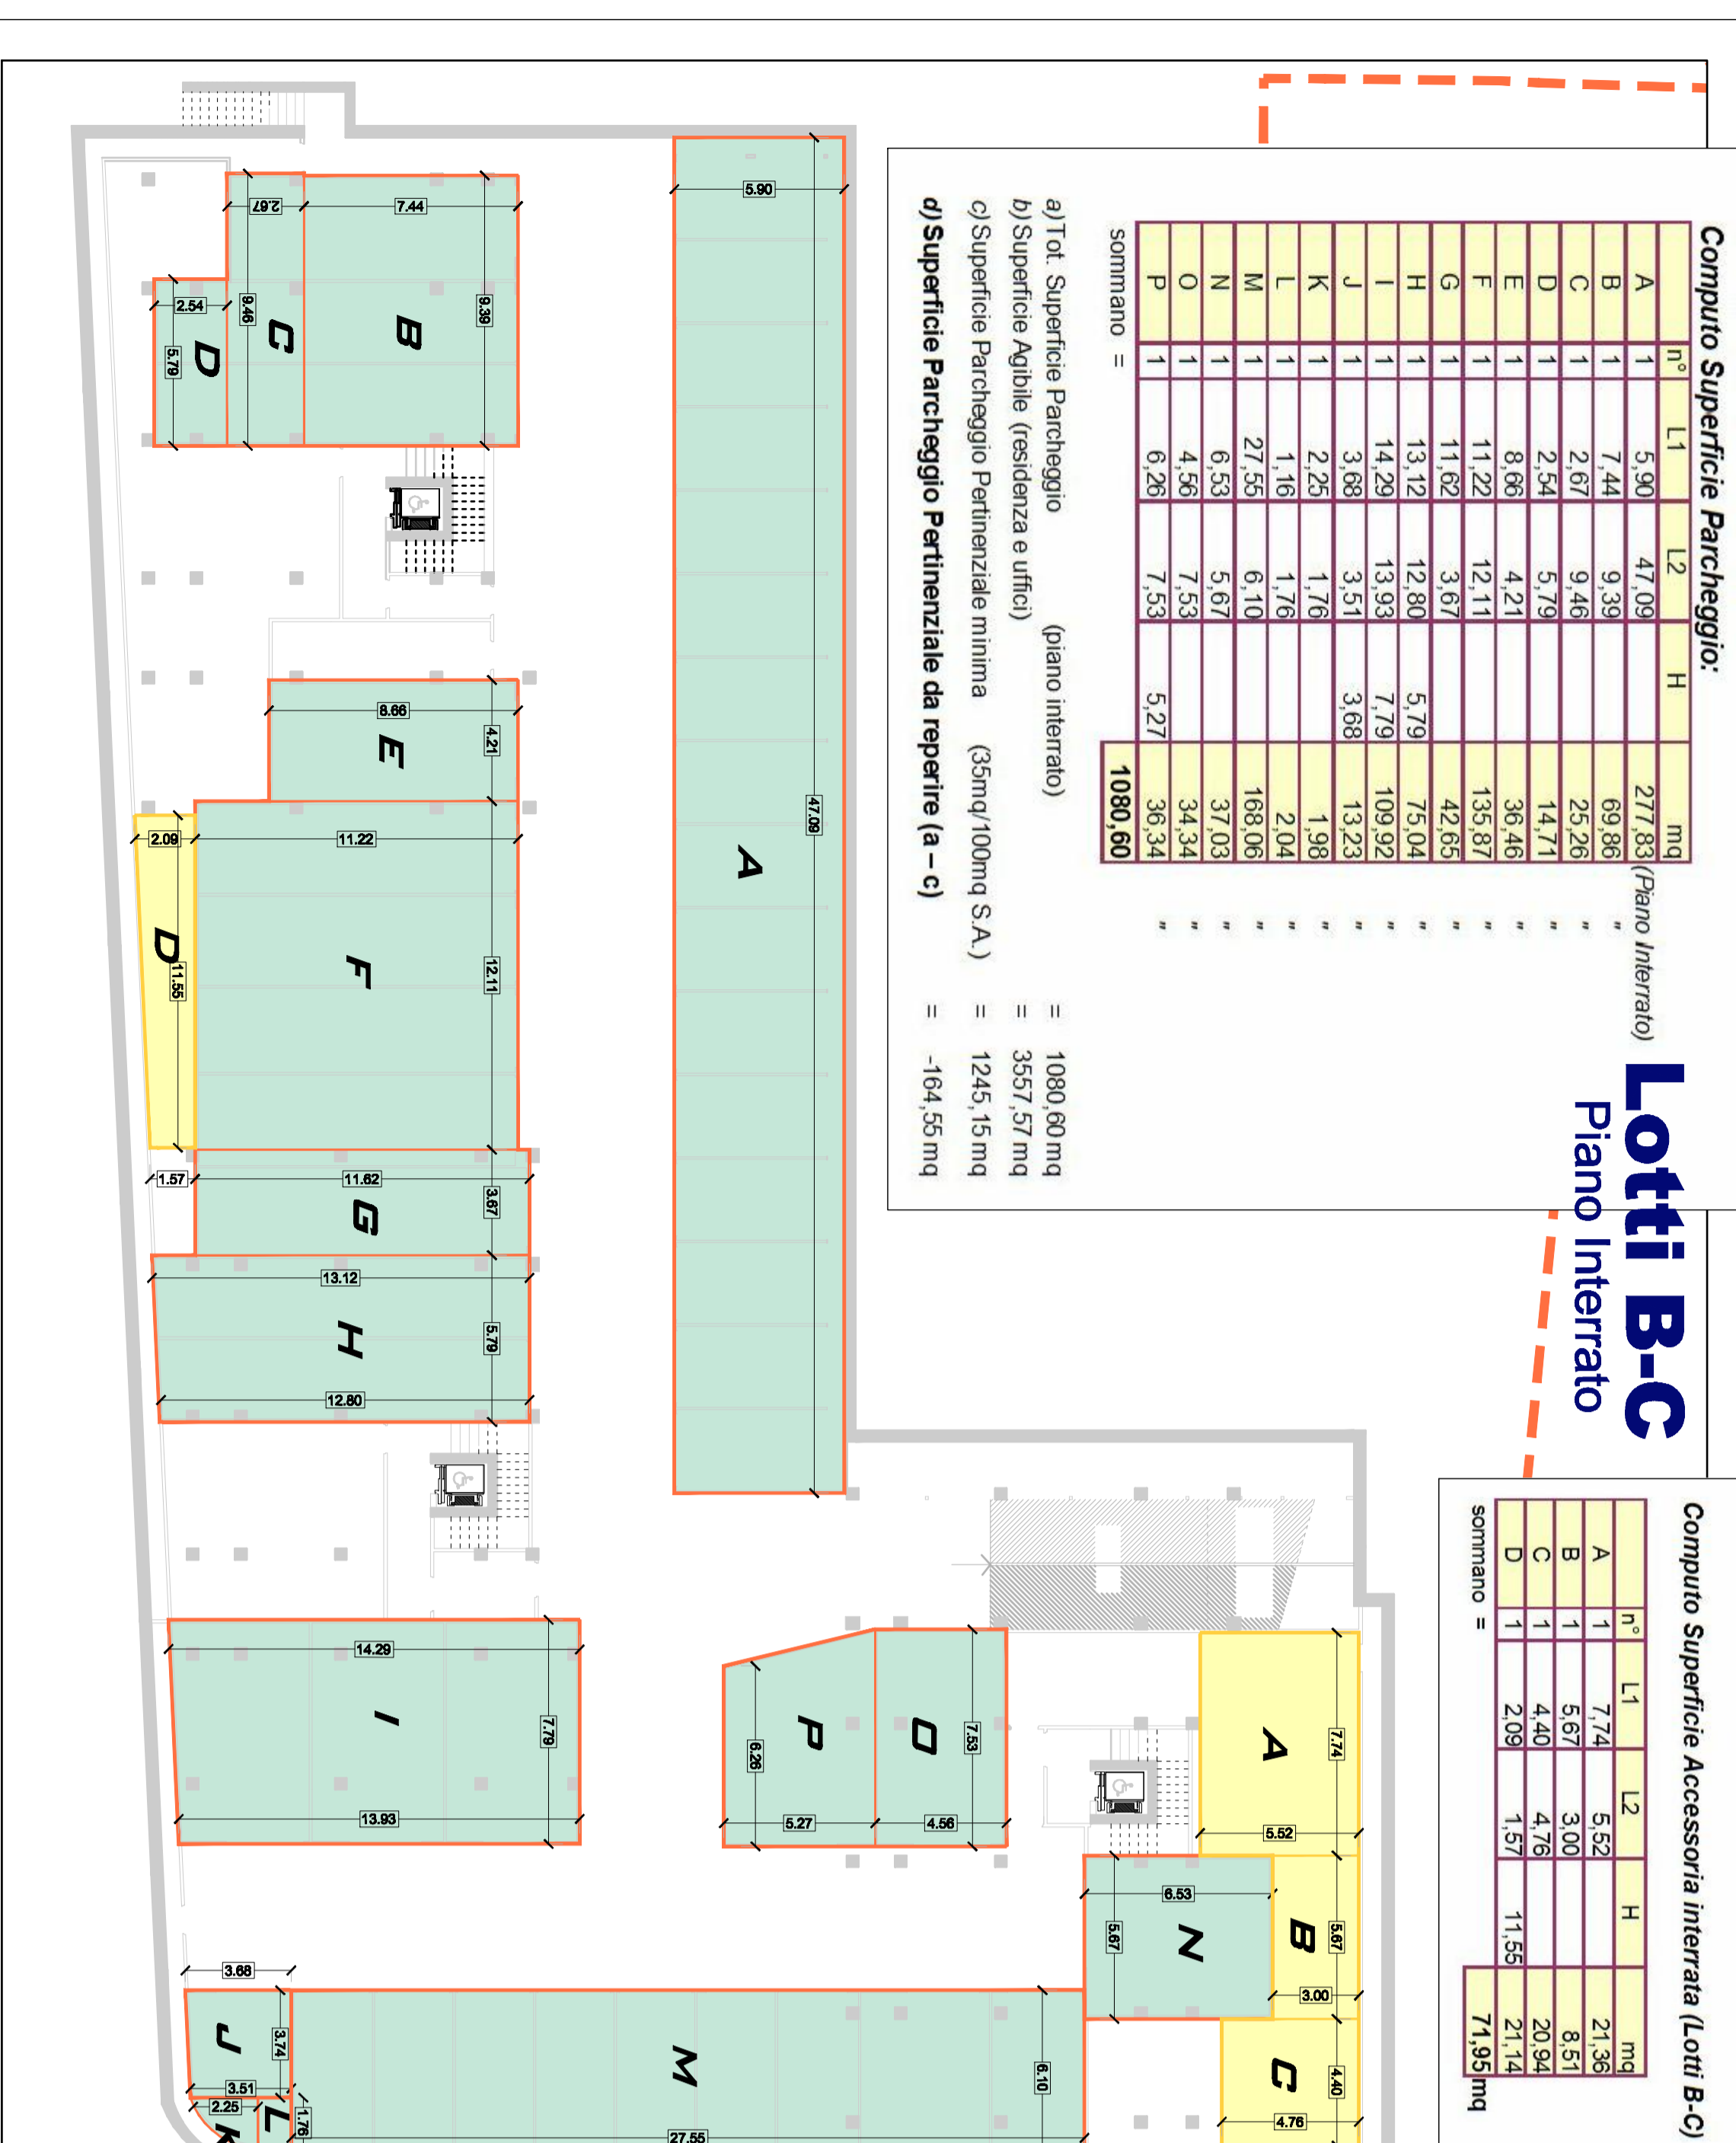 Computo Superficie Parcheggio:
n° L1 L2 H mq
A 1 5,90 47,09 277,83 (Piano Interrato)
B 1 7,44 9,39 69,86 "
C 1 2,67 9,46 25,26 "
D 1 2,54 5,79 14,71 "
E 1 8,66 4,21 36,46 "
F 1 11,22 12,11 135,87 "
G 1 11,62 3,67 42,65 "
H 1 13,12 12,80 5,79 75,04 "
I 1 14,29 13,93 7,79 109,92 "
J 1 3,68 3,51 3,68 13,23 "
K 1 2,25 1,76 1,98 "
L 1 1,16 1,76 2,04 "
M 1 27,55 6,10 168,06 "
N 1 6,53 5,67 37,03 "
O 1 4,56 7,53 34,34 "
P 1 6,26 7,53 5,27 36,34 "
sommano = 1080,60
a) Tot. Superficie Parcheggio (piano interrato) = 1080,60 mq
b) Superficie Agibile (residenza e uffici) = 3557,57 mq
c) Superficie Parcheggio Pertinenziale minima (35mq/100mq S.A.) = 1245,15 mq
d) Superficie Parcheggio Pertinenziale da reperire (a – c) = -164,55 mq
Lotti B-C
Piano Interrato
Computo Superficie Accessoria interrata (Lotti B-C)
n° L1 L2 H mq
A 1 7,74 5,52 21,36
B 1 5,67 3,00 8,51
C 1 4,40 4,76 20,94
D 1 2,09 1,57 11,55 21,14
sommano = 71,95 mq
5.90
47.09
A
7.44
9.39
B
2.67
9.46
C
2.54
5.79
D
8.66
4.21
E
11.22
12.11
F
2.09
11.55
D
1.57
11.62
3.67
G
13.12
5.79
H
12.80
14.29
7.79
I
13.93
7.53
O
4.56
6.26
P
5.27
7.74
A
5.52
5.67
B
3.00
6.53
5.67
N
4.40
C
4.76
6.10
M
27.55
3.68
3.74
J
3.51
2.25
K
L
1.76